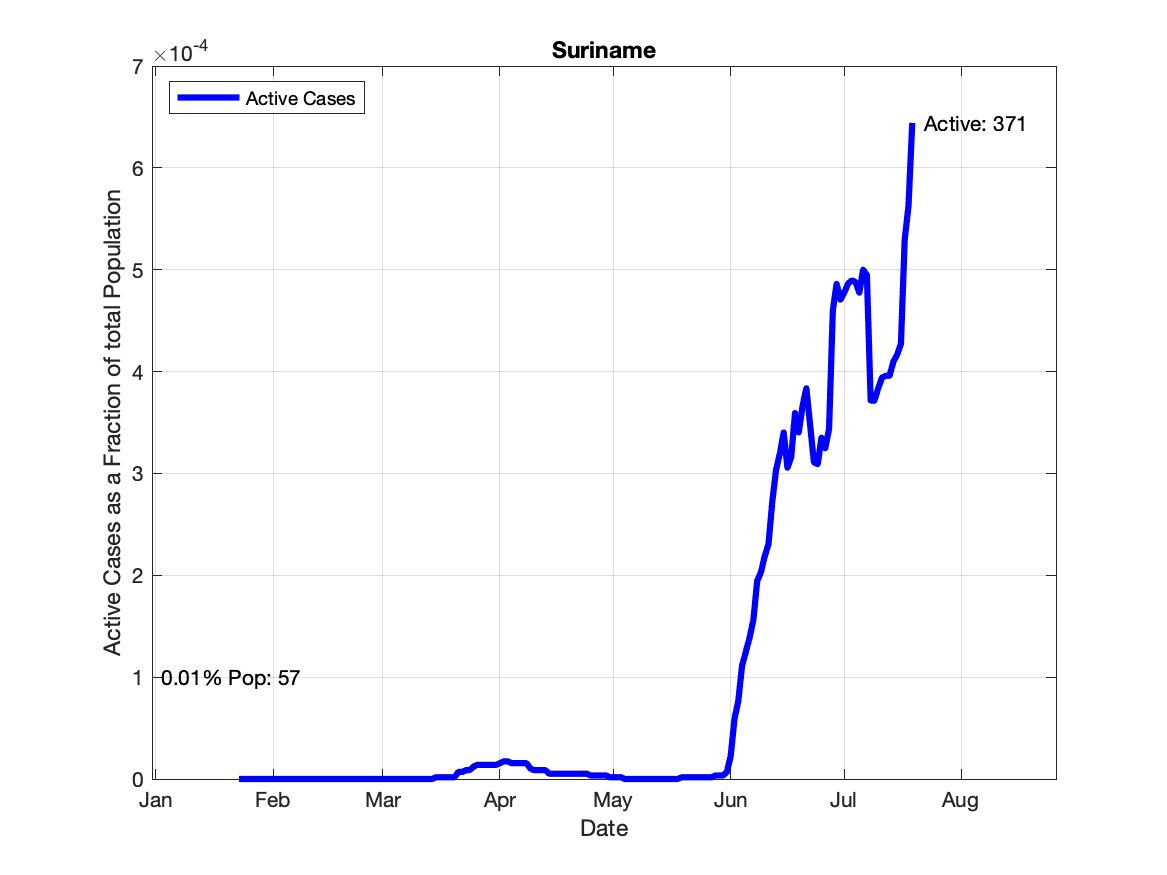 Suriname
×10⁻⁴
7
6
5
4
3
2
1
0
Active Cases as a Fraction of total Population
Active Cases
Active: 371
0.01% Pop: 57
Jan Feb Mar Apr May Jun Jul Aug
Date